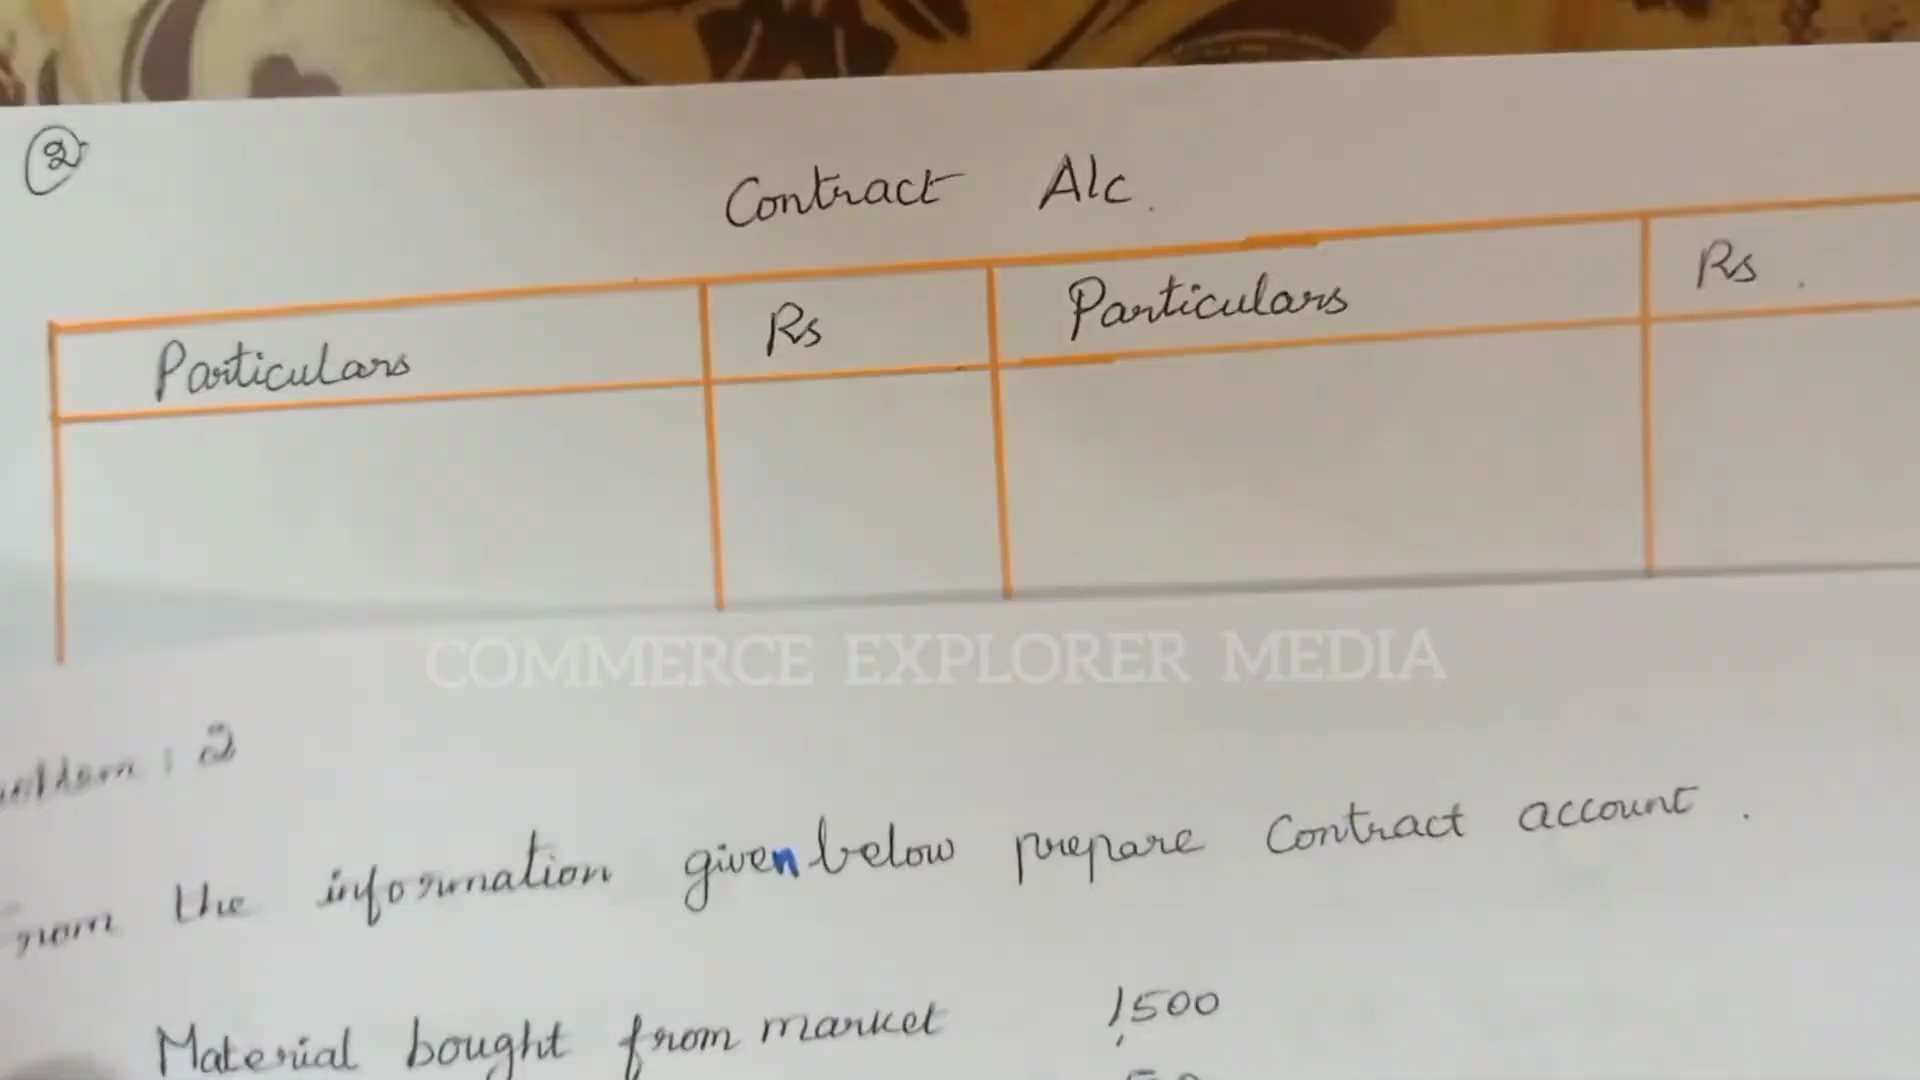 2
Contract A/c.
Particulars Rs Particulars Rs.
COMMERCE EXPLORER MEDIA
: 2
the information given below prepare Contract account.
Material bought from market 1,500